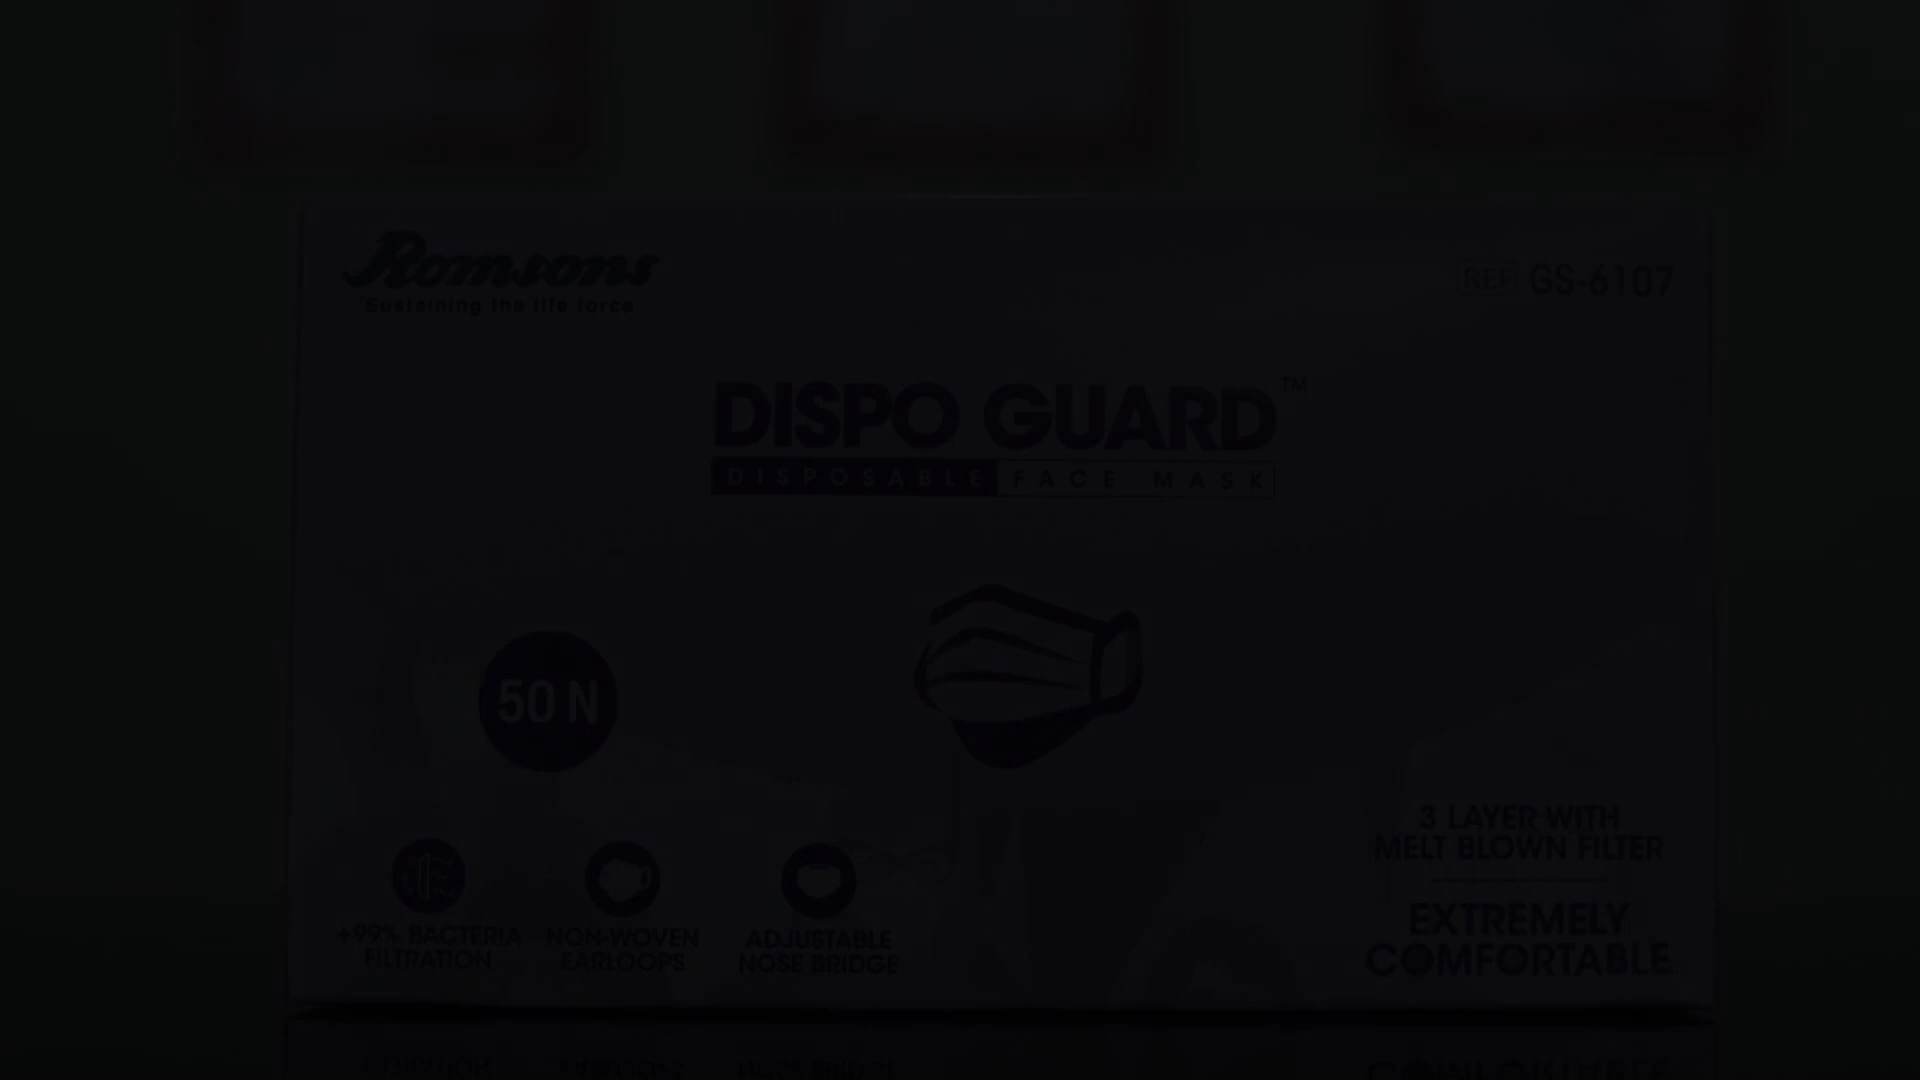 Romsons
Sustaining the life force
REF GS-6107
DISPO GUARD™
DISPOSABLE FACE MASK
50 N
3 LAYER WITH
MELT BLOWN FILTER
EXTREMELY
COMFORTABLE
+99% BACTERIA
FILTRATION
NON-WOVEN
EARLOOPS
ADJUSTABLE
NOSE BRIDGE